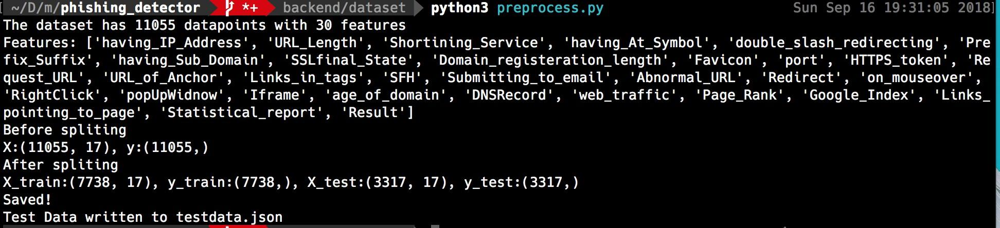 ~/D/m/phishing_detector *+ backend/dataset python3 preprocess.py Sun Sep 16 19:31:05 2018
The dataset has 11055 datapoints with 30 features
Features: ['having_IP_Address', 'URL_Length', 'Shortining_Service', 'having_At_Symbol', 'double_slash_redirecting', 'Pre
fix_Suffix', 'having_Sub_Domain', 'SSLfinal_State', 'Domain_registeration_length', 'Favicon', 'port', 'HTTPS_token', 'Re
quest_URL', 'URL_of_Anchor', 'Links_in_tags', 'SFH', 'Submitting_to_email', 'Abnormal_URL', 'Redirect', 'on_mouseover',
'RightClick', 'popUpWidnow', 'Iframe', 'age_of_domain', 'DNSRecord', 'web_traffic', 'Page_Rank', 'Google_Index', 'Links_
pointing_to_page', 'Statistical_report', 'Result']
Before spliting
X:(11055, 17), y:(11055,)
After spliting
X_train:(7738, 17), y_train:(7738,), X_test:(3317, 17), y_test:(3317,)
Saved!
Test Data written to testdata.json